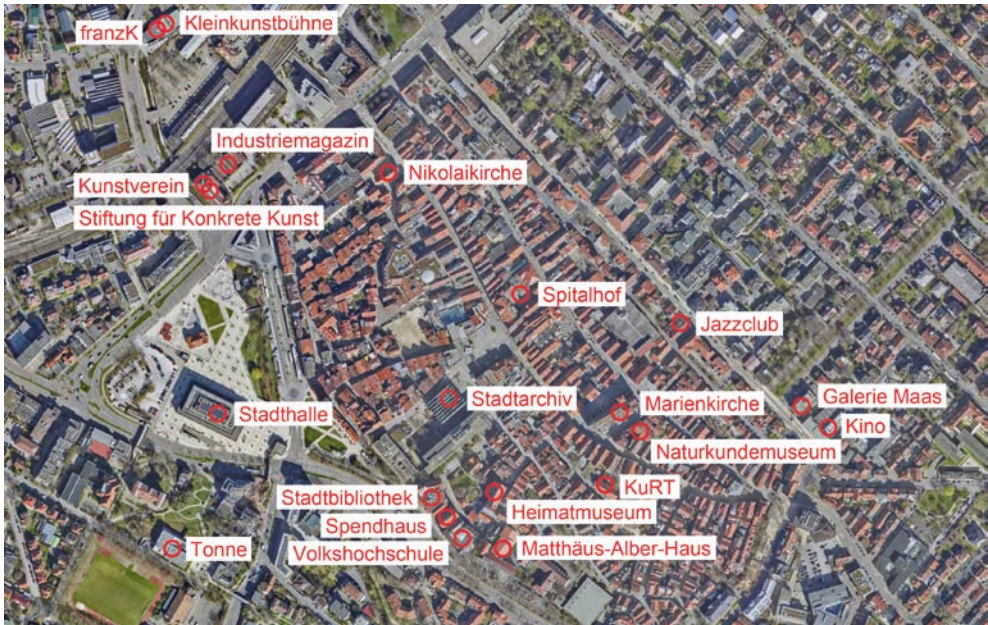 Kleinkunstbühne
franzK
Industriemagazin
Nikolaikirche
Kunstverein
Stiftung für Konkrete Kunst
Spitalhof
Jazzclub
Stadtarchiv
Marienkirche
Galerie Maas
Stadthalle
Kino
Naturkundemuseum
KuRT
Stadtbibliothek
Heimatmuseum
Spendhaus
Volkshochschule
Matthäus-Alber-Haus
Tonne